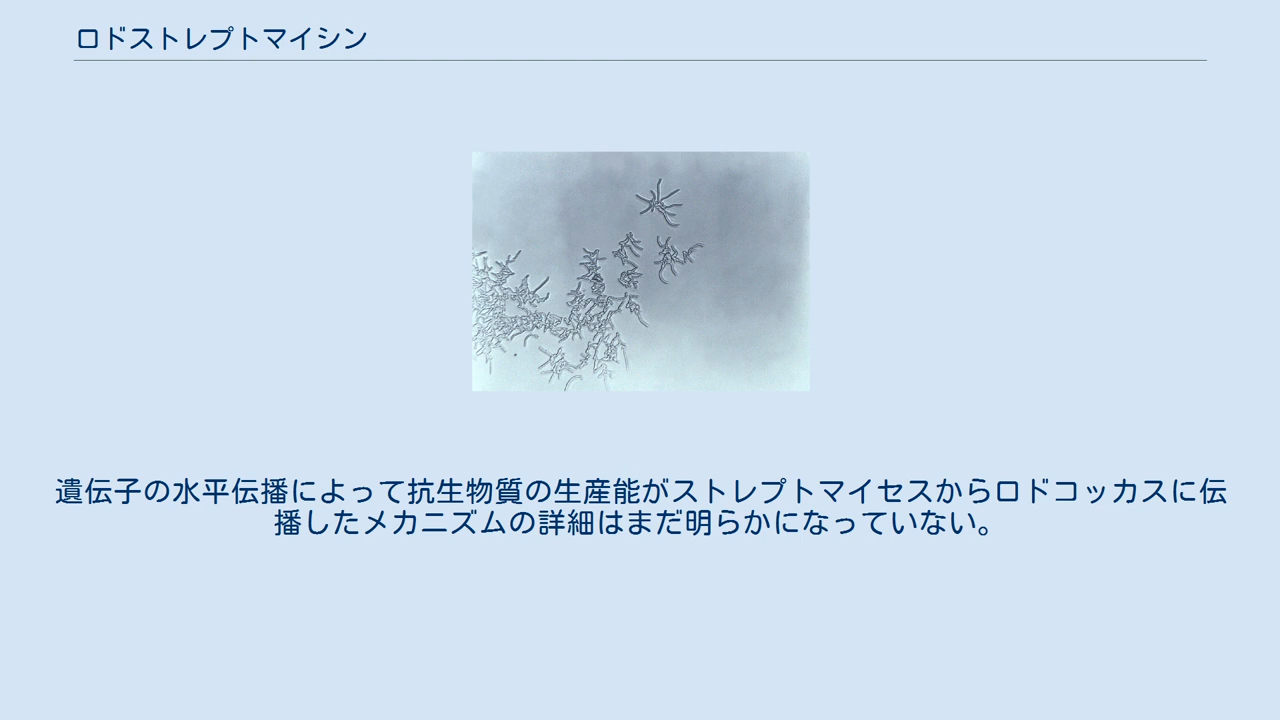 ロドストレプトマイシン
遺伝子の水平伝播によって抗生物質の生産能がストレプトマイセスからロドコッカスに伝
播したメカニズムの詳細はまだ明らかになっていない。